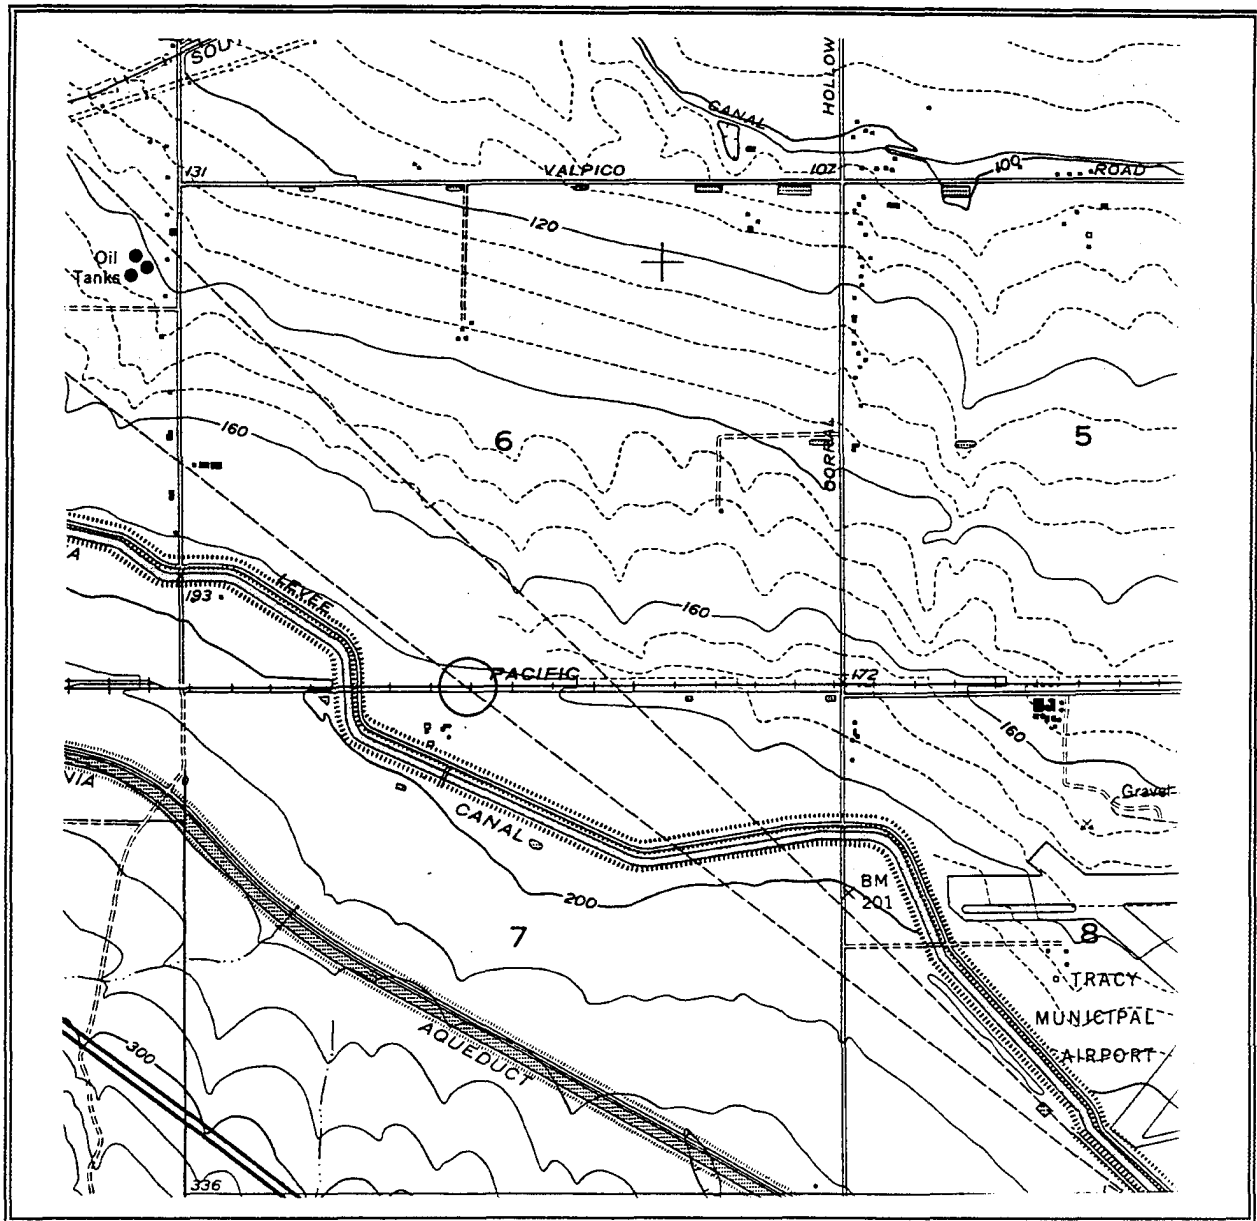 HOLLOW
CANAL
131
VALPICO
102
100
ROAD
120
Oil
Tanks
160
6
CORRAL
5
A
193
LEVEE
160
PACIFIC
172
160
VIA
Gravel
CANAL
BM
201
200
7
8
TRACY
MUNICIPAL
AIRPORT
AQUEDUCT
300
336